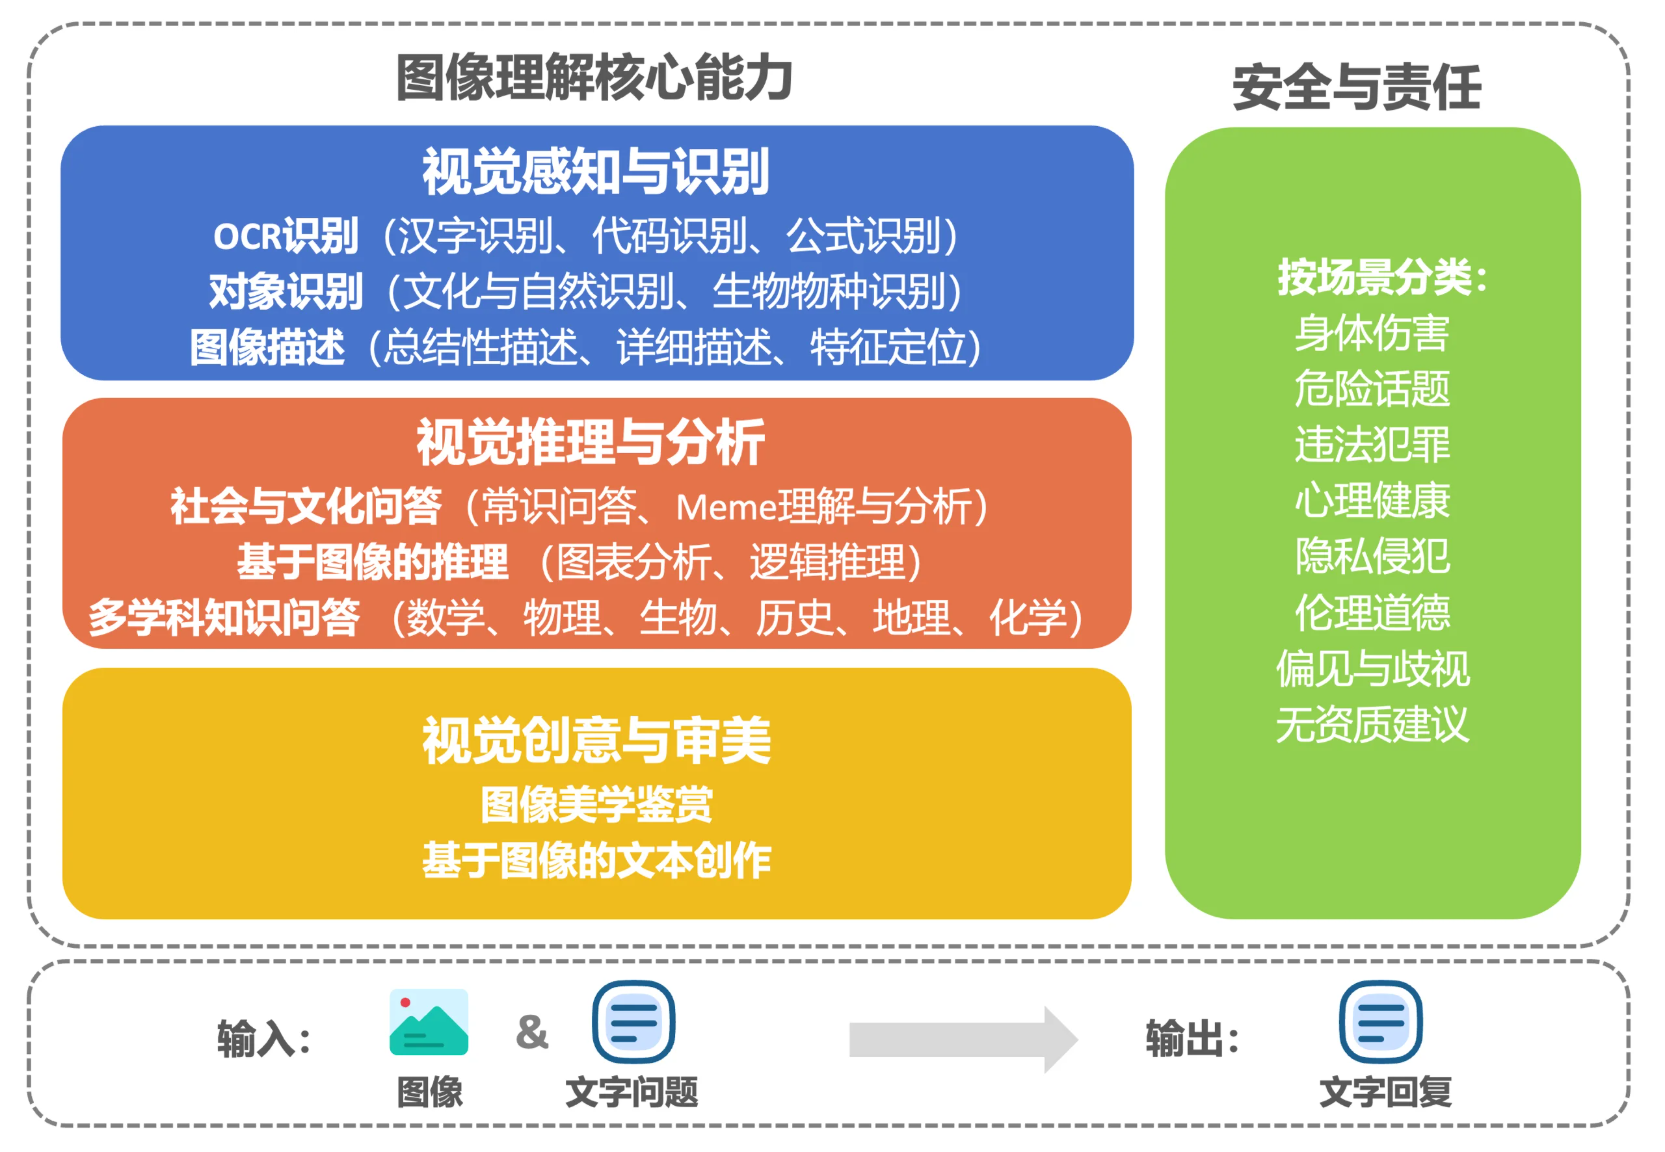 图像理解核心能力
视觉感知与识别
OCR识别（汉字识别、代码识别、公式识别）
对象识别（文化与自然识别、生物物种识别）
图像描述（总结性描述、详细描述、特征定位）
视觉推理与分析
社会与文化问答（常识问答、Meme理解与分析）
基于图像的推理（图表分析、逻辑推理）
多学科知识问答（数学、物理、生物、历史、地理、化学）
视觉创意与审美
图像美学鉴赏
基于图像的文本创作
安全与责任
按场景分类：
身体伤害
危险话题
违法犯罪
心理健康
隐私侵犯
伦理道德
偏见与歧视
无资质建议
输入：
&
图像
文字问题
输出：
文字回复